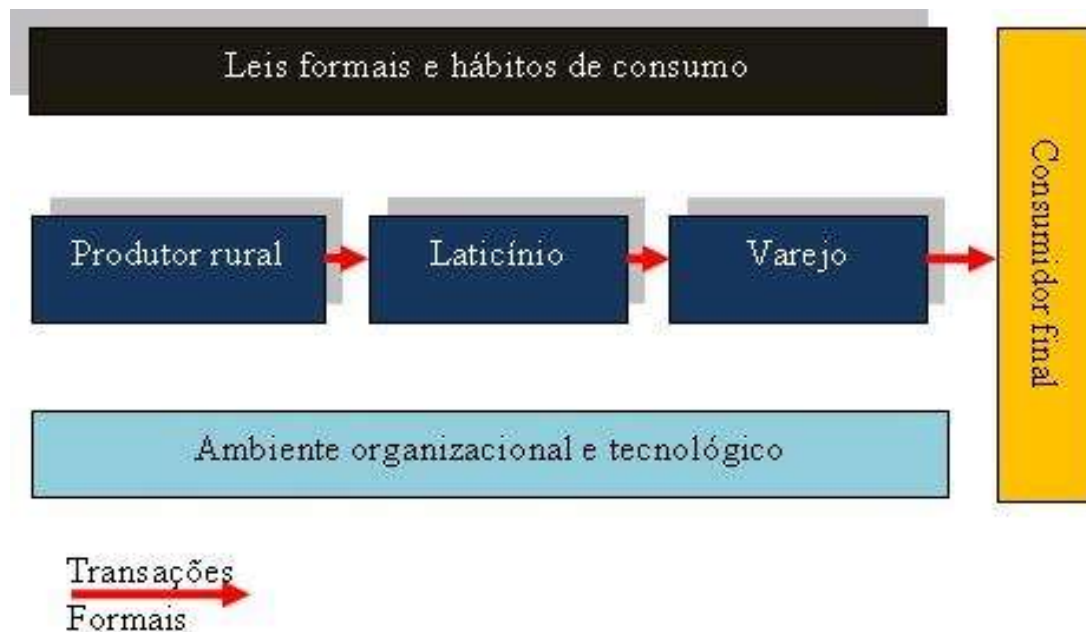 Leis formais e hábitos de consumo
Produtor rural
Laticínio
Varejo
Consumidor final
Ambiente organizacional e tecnológico
Transações
Formais